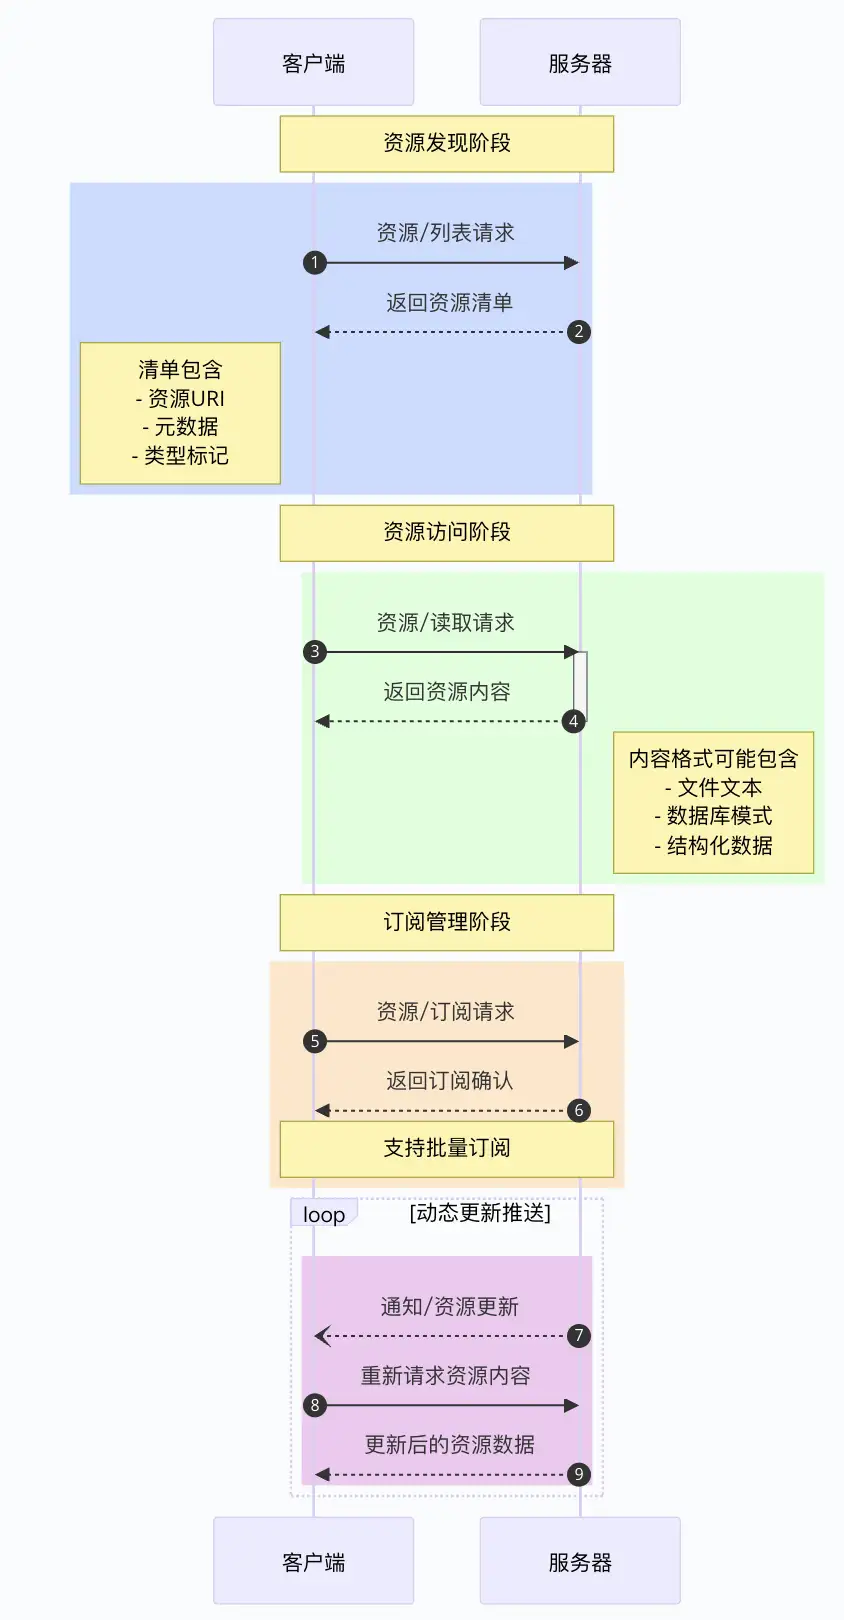 客户端
服务器
资源发现阶段
资源/列表请求
1
返回资源清单
2
清单包含
- 资源URI
- 元数据
- 类型标记
资源访问阶段
资源/读取请求
3
返回资源内容
4
内容格式可能包含
- 文件文本
- 数据库模式
- 结构化数据
订阅管理阶段
资源/订阅请求
5
返回订阅确认
6
支持批量订阅
loop
[动态更新推送]
通知/资源更新
7
重新请求资源内容
8
更新后的资源数据
9
客户端
服务器